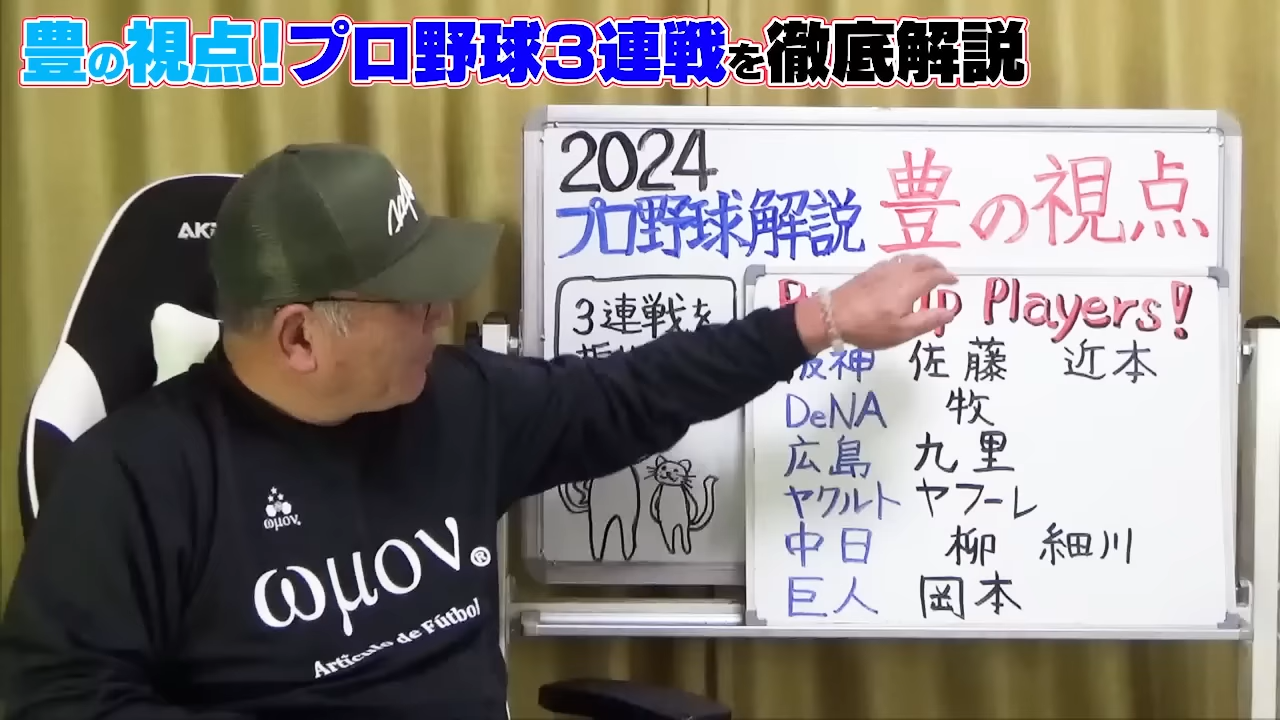 豊の視点!プロ野球3連戦を徹底解説
2024
プロ野球解説
豊の視点
3連戦を
Players!
阪神 佐藤 近本
DeNA 牧
広島 九里
ヤクルト ヤフーレ
中日 柳 細川
巨人 岡本
ωμον
ωμον®
Artículo de Fútbol